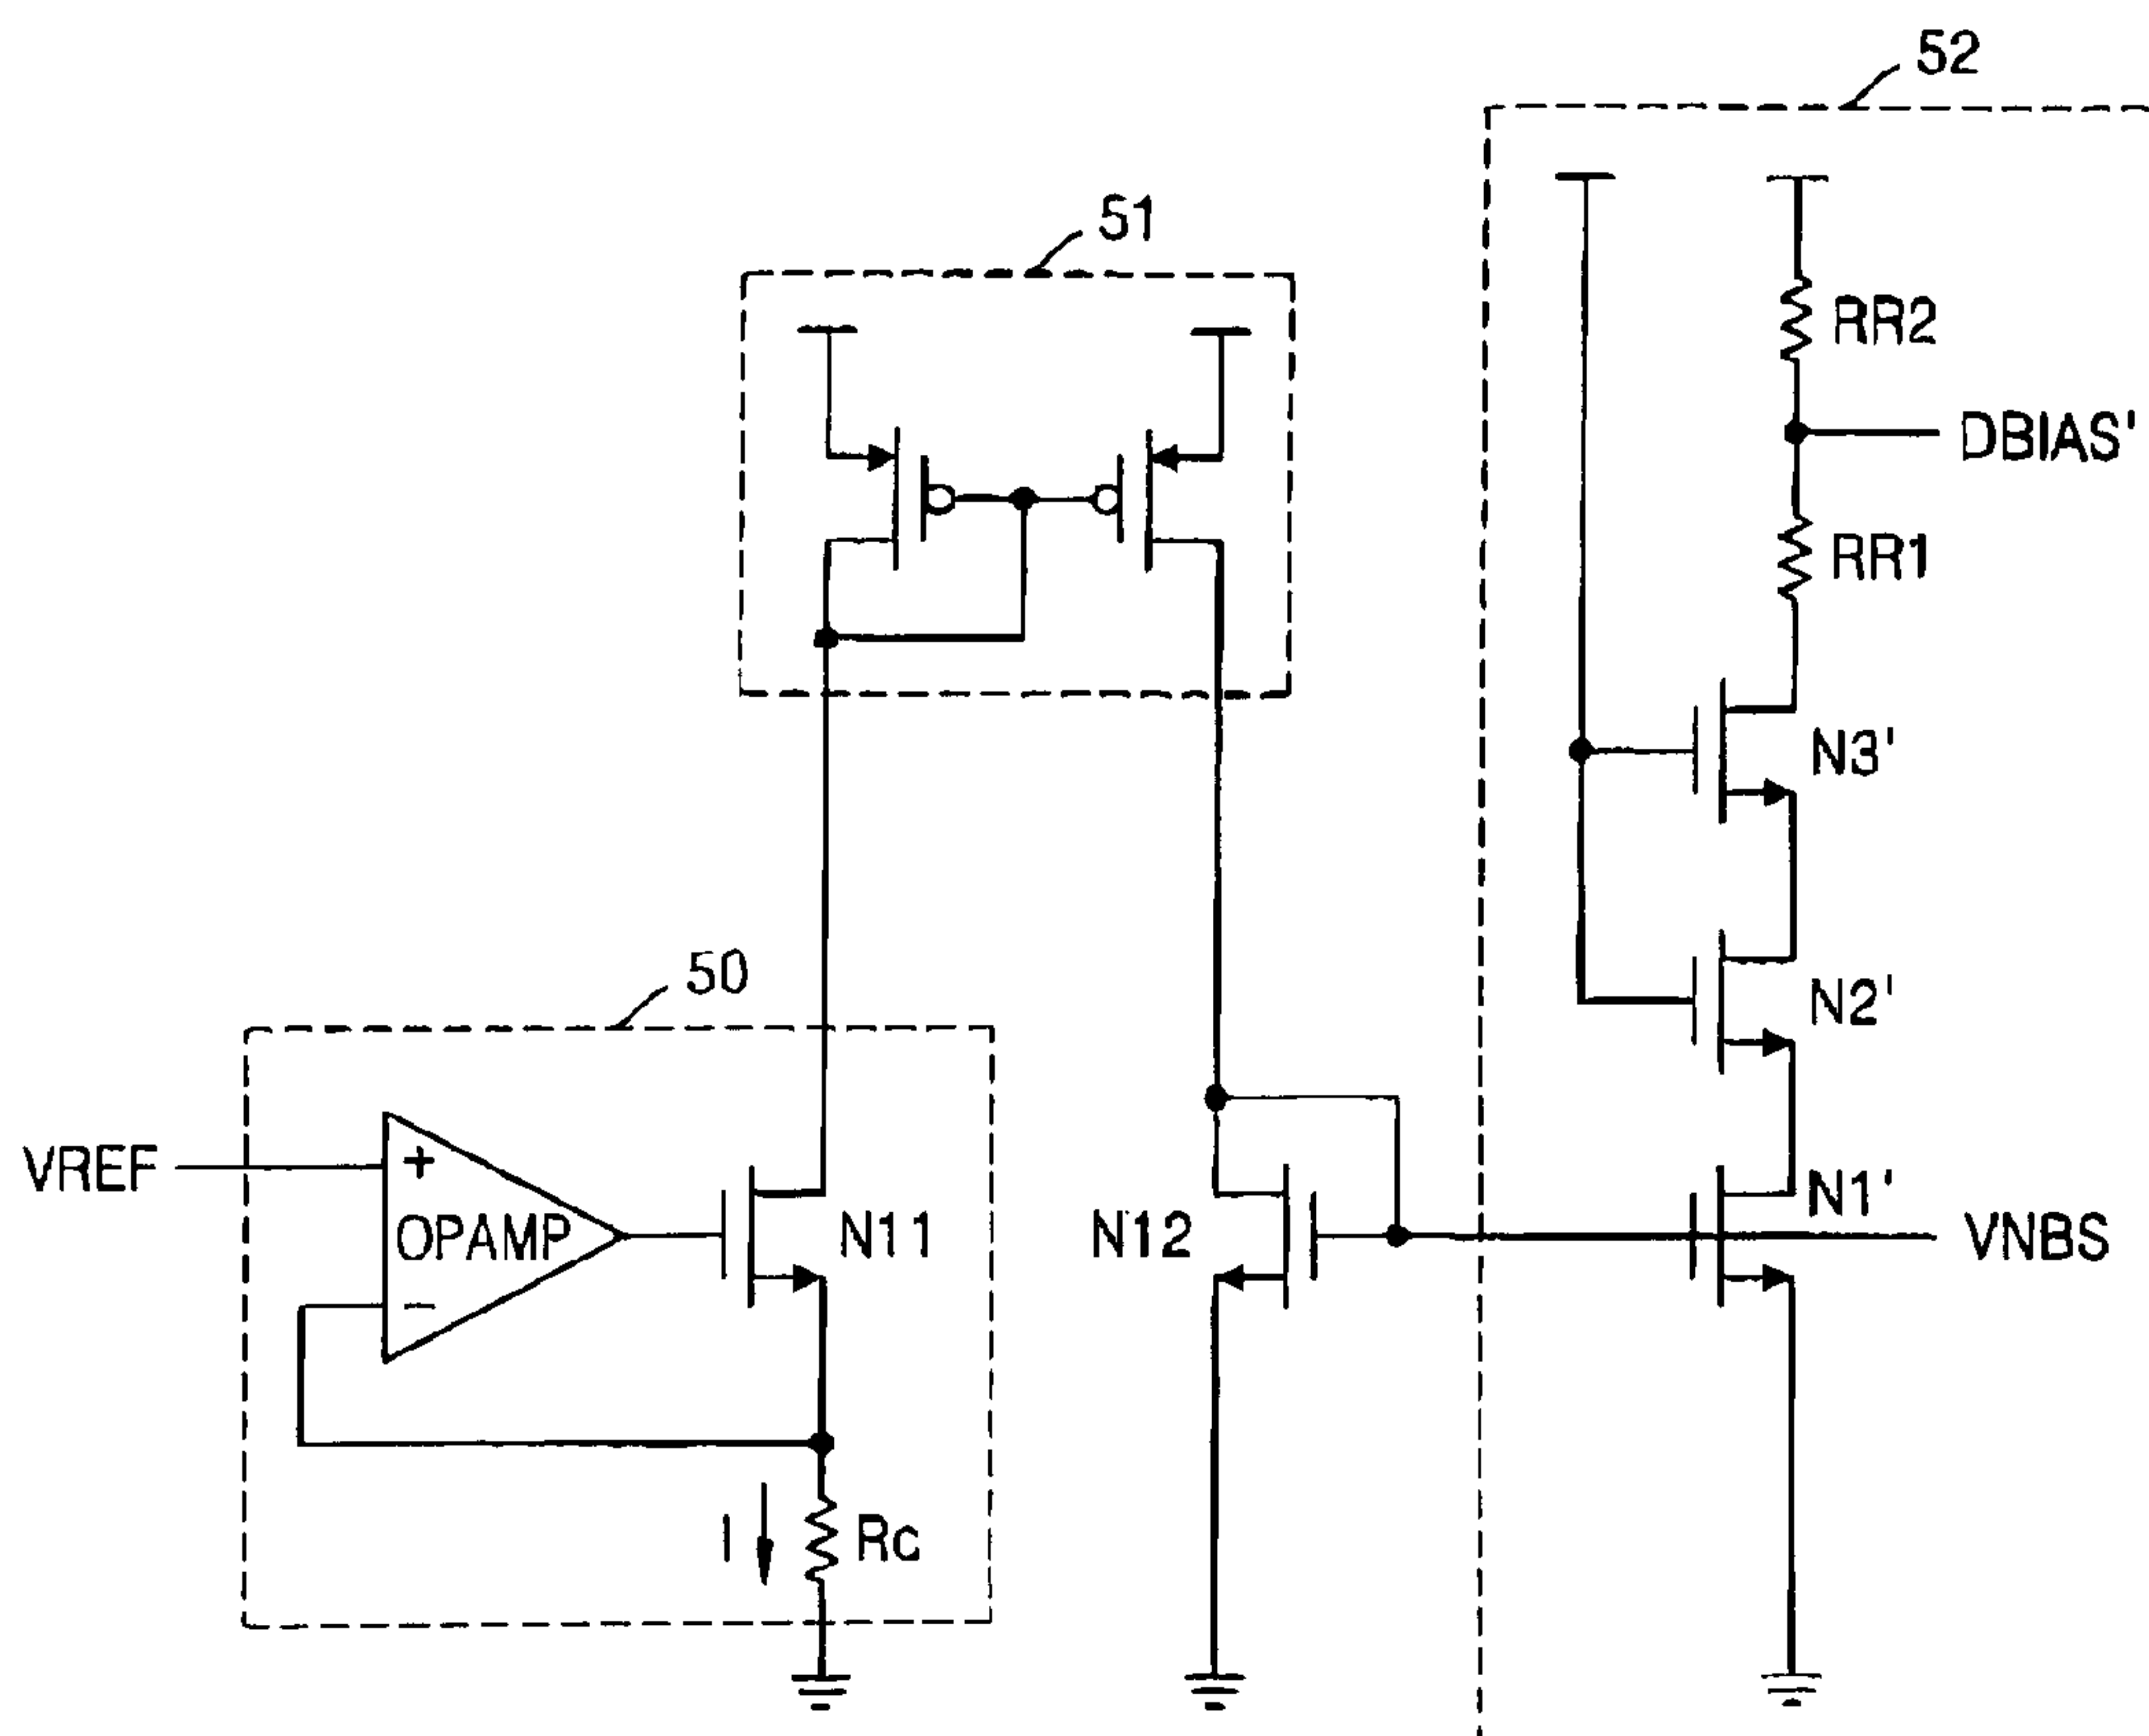 52
51
RR2
DBIAS'
RR1
N3'
50
N2'
VREF
+
OPAMP
-
N11
N12
N1'
VNBS
I
Rc